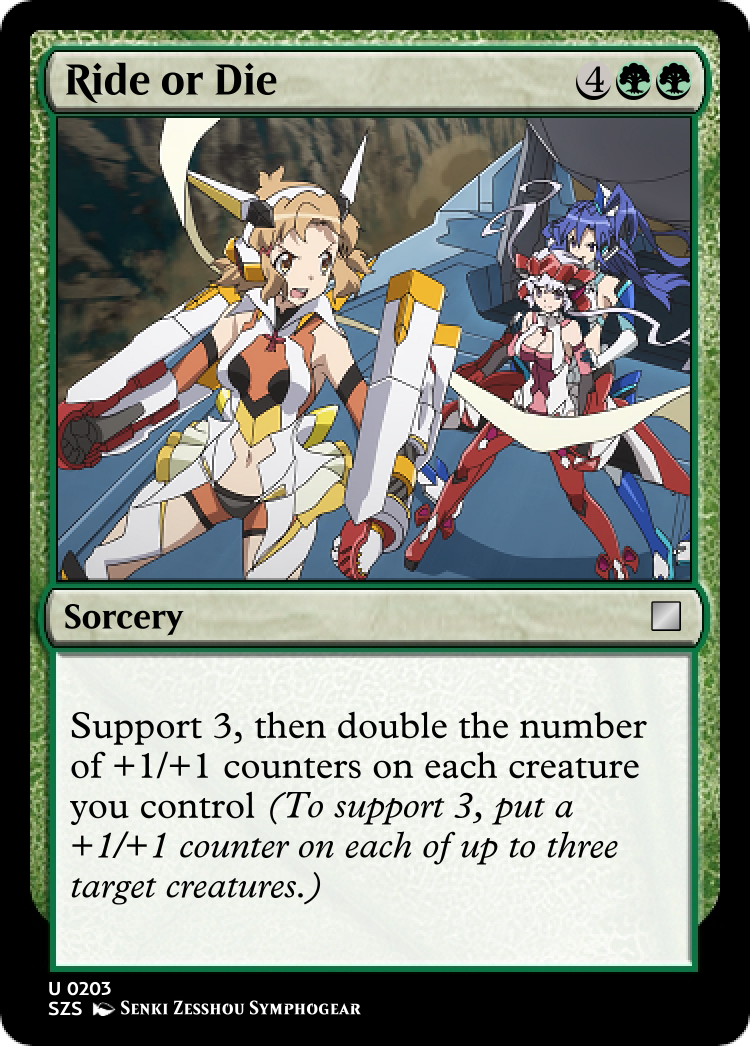 Ride or Die 4
Sorcery
Support 3, then double the number
of +1/+1 counters on each creature
you control (To support 3, put a
+1/+1 counter on each of up to three
target creatures.)
U 0203
SZS Senki Zesshou Symphogear